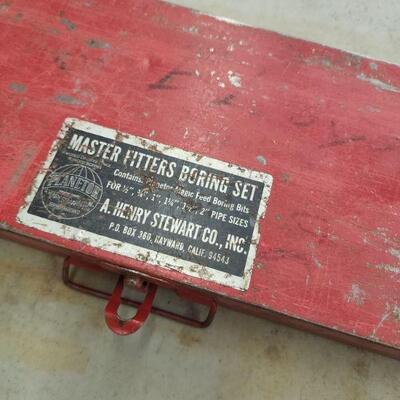 MASTER FITTERS BORING SET
Contains: Planetor Magic Feed Boring Bits
FOR ½", ¾", 1", 1¼", 1½", 2" PIPE SIZES
A. HENRY STEWART CO., INC.
P.O. BOX 360, HAYWARD, CALIF. 94543
PLANETOR